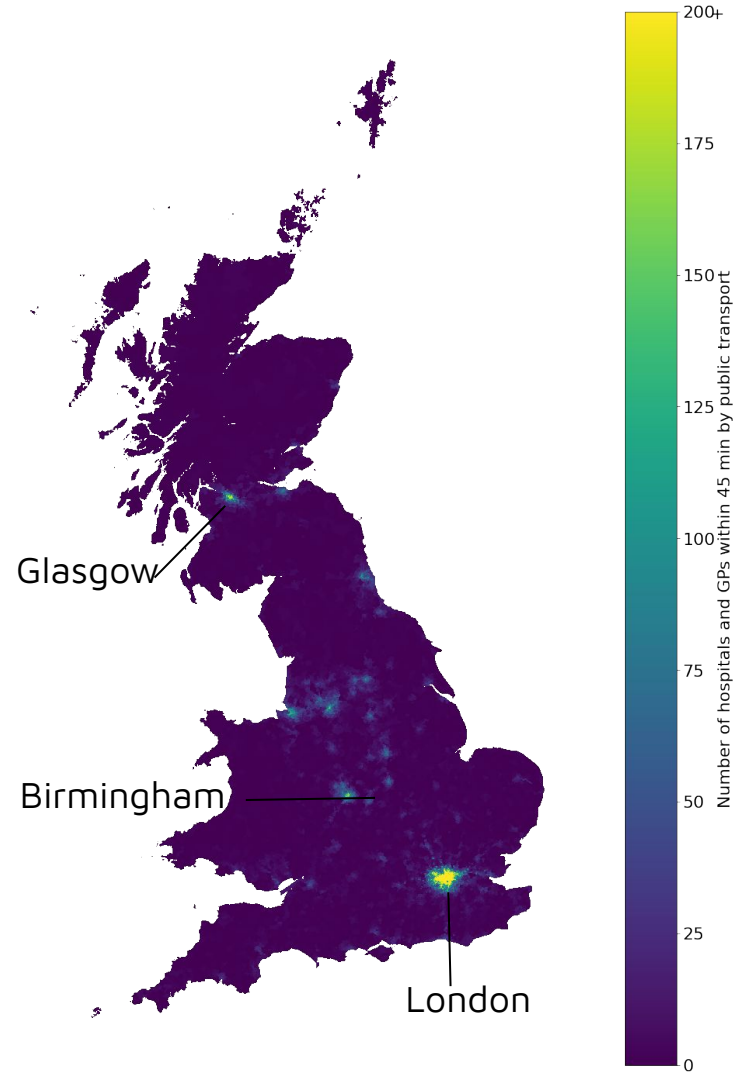 200+
175
150
125
100
75
50
25
0
Number of hospitals and GPs within 45 min by public transport
Glasgow
Birmingham
London